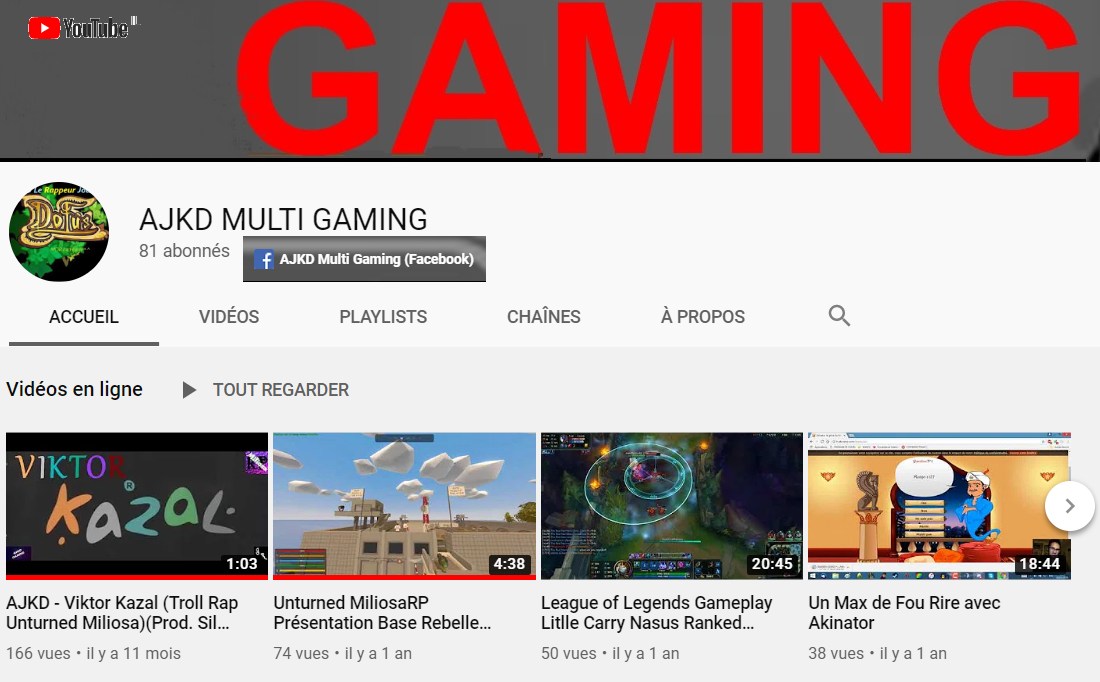 YouTube
GAMING
Le Rappeur
Dofus
AJKD MULTI GAMING
81 abonnés
AJKD Multi Gaming (Facebook)
ACCUEIL
VIDÉOS
PLAYLISTS
CHAÎNES
À PROPOS
Vidéos en ligne
TOUT REGARDER
VIKTOR
Kazal
1:03
4:38
20:45
18:44
AJKD - Viktor Kazal (Troll Rap
Unturned Miliosa)(Prod. Sil...
166 vues • il y a 11 mois
Unturned MiliosaRP
Présentation Base Rebelle...
74 vues • il y a 1 an
League of Legends Gameplay
Litlle Carry Nasus Ranked...
50 vues • il y a 1 an
Un Max de Fou Rire avec
Akinator
38 vues • il y a 1 an